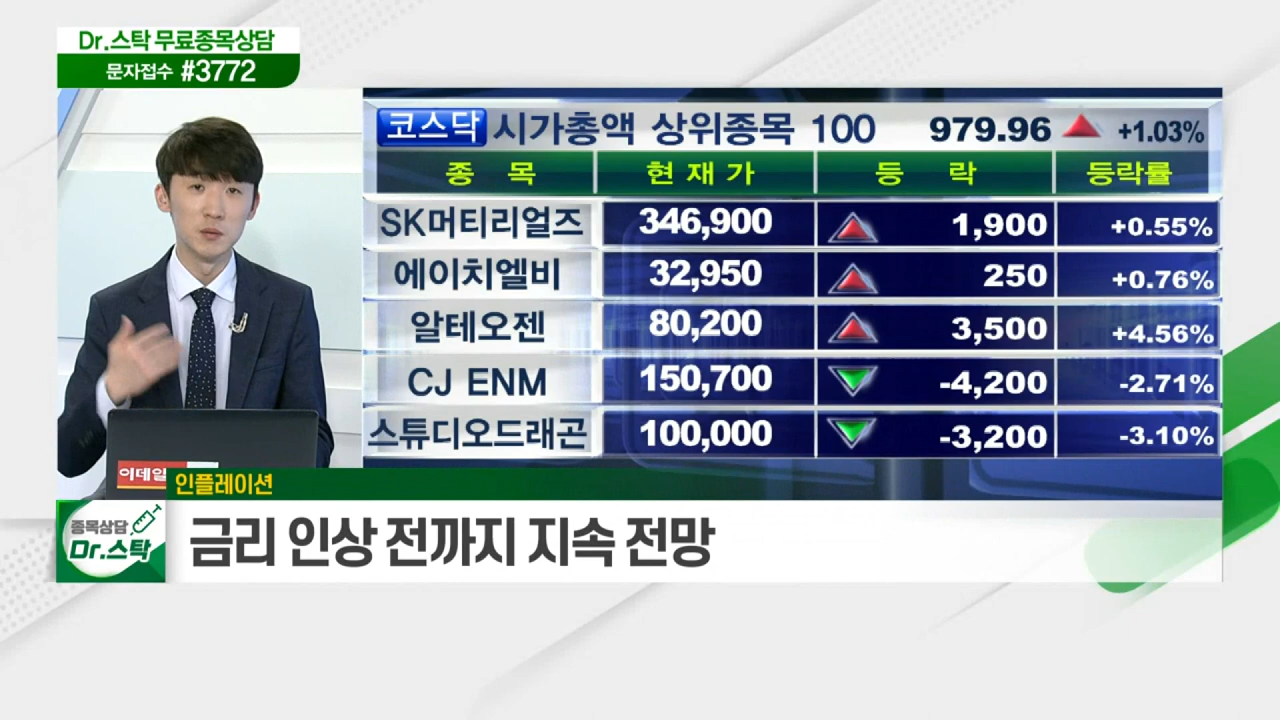 Dr.스탁 무료종목상담
문자접수 #3772
코스닥 시가총액 상위종목 100 979.96 +1.03%
종 목 현 재 가 등 락 등락률
SK머티리얼즈 346,900 1,900 +0.55%
에이치엘비 32,950 250 +0.76%
알테오젠 80,200 3,500 +4.56%
CJ ENM 150,700 -4,200 -2.71%
스튜디오드래곤 100,000 -3,200 -3.10%
이데일
인플레이션
종목상담
Dr.스탁
금리 인상 전까지 지속 전망